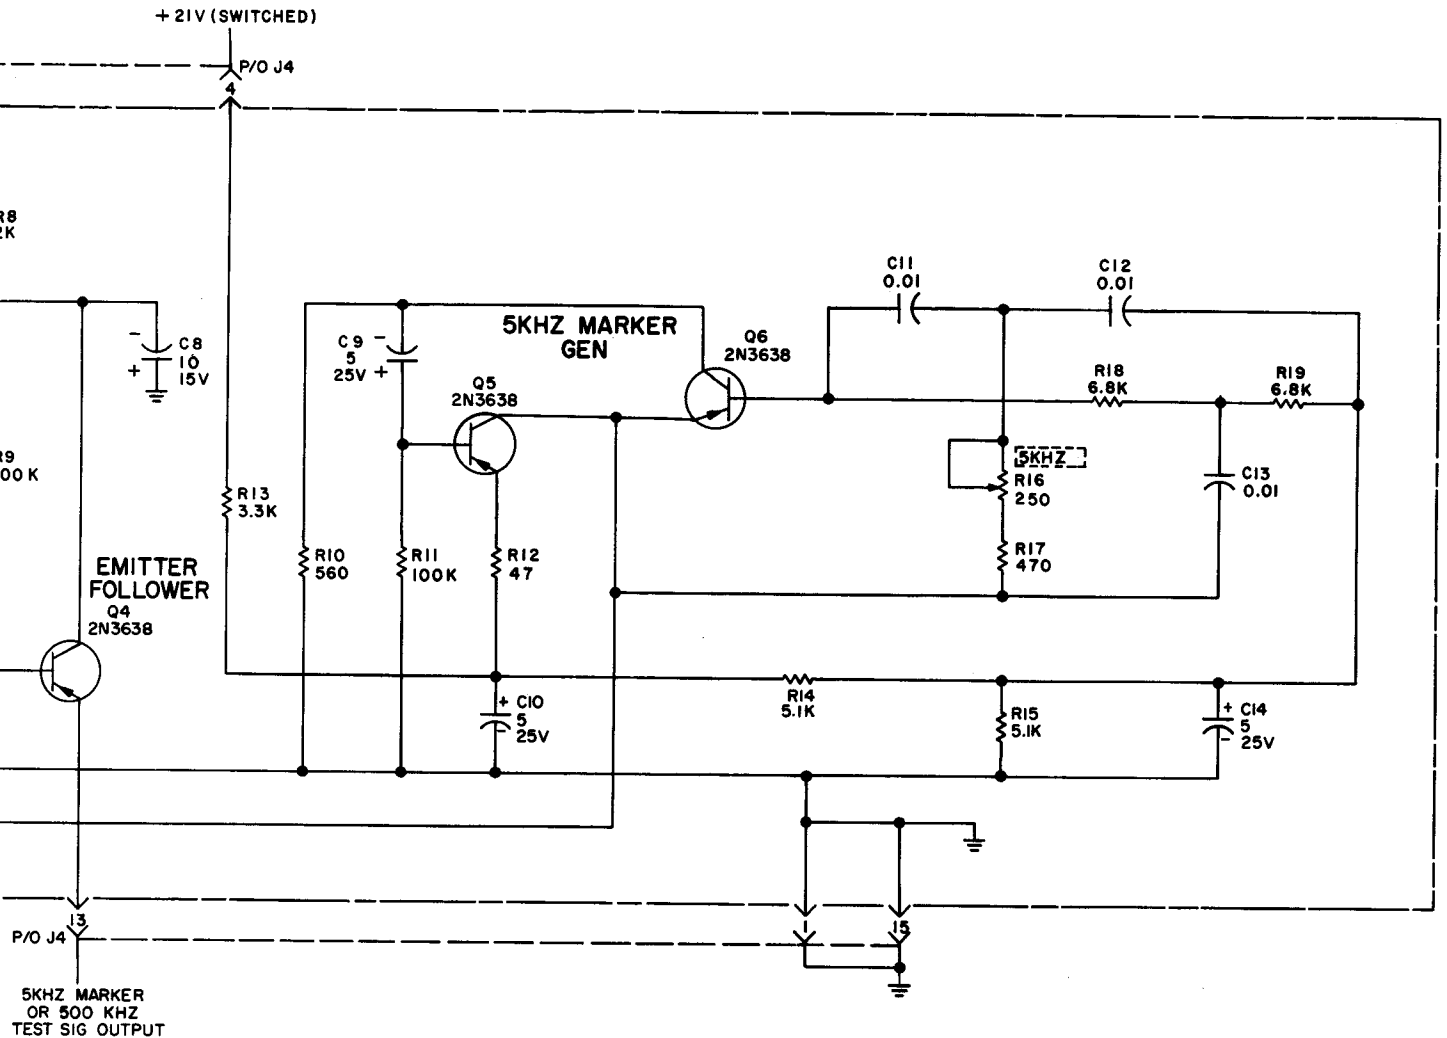 +21V (SWITCHED)
P/O J4
4
R8
2K
C8
10
15V
R9
00 K
R13
3.3K
C9
5
25V
5KHZ MARKER
GEN
Q5
2N3638
Q6
2N3638
C11
0.01
C12
0.01
R18
6.8K
R19
6.8K
5KHZ
R16
250
C13
0.01
R17
470
R10
560
R11
100K
R12
47
EMITTER
FOLLOWER
Q4
2N3638
C10
5
25V
R14
5.1K
R15
5.1K
C14
5
25V
13
P/O J4
1
15
5KHZ MARKER
OR 500 KHZ
TEST SIG OUTPUT